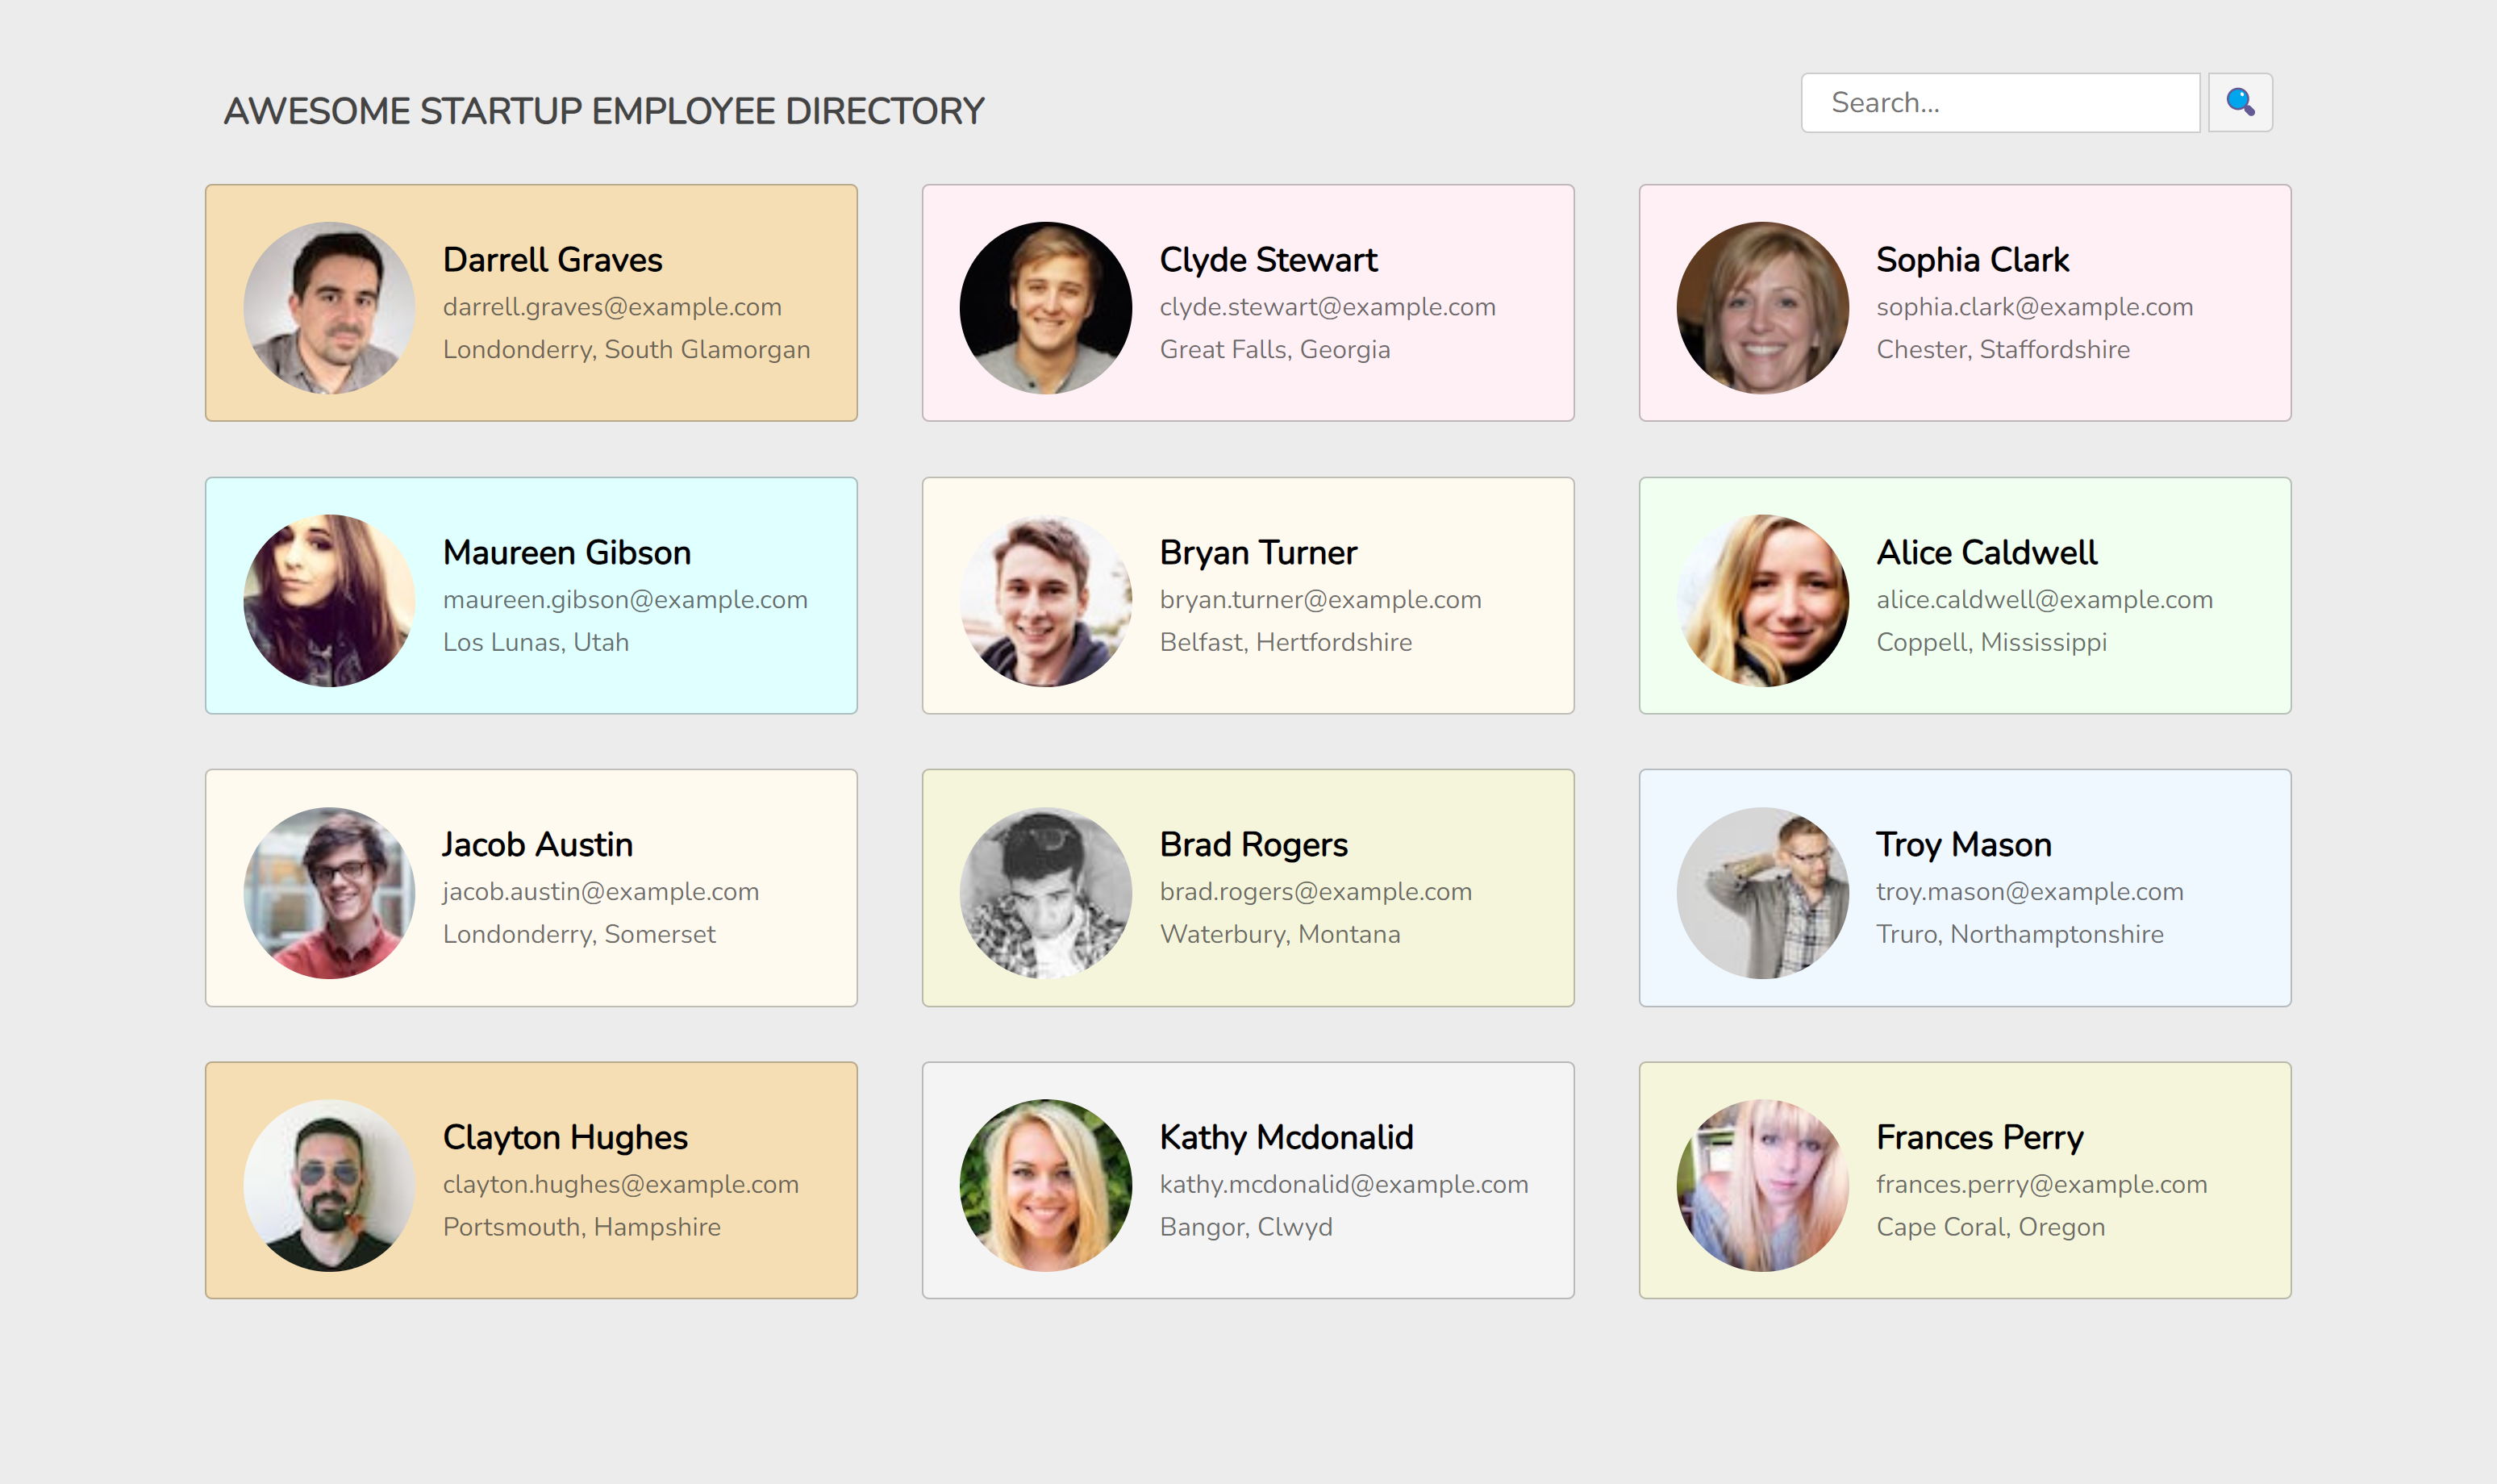 AWESOME STARTUP EMPLOYEE DIRECTORY
Search...
Darrell Graves
darrell.graves@example.com
Londonderry, South Glamorgan
Clyde Stewart
clyde.stewart@example.com
Great Falls, Georgia
Sophia Clark
sophia.clark@example.com
Chester, Staffordshire
Maureen Gibson
maureen.gibson@example.com
Los Lunas, Utah
Bryan Turner
bryan.turner@example.com
Belfast, Hertfordshire
Alice Caldwell
alice.caldwell@example.com
Coppell, Mississippi
Jacob Austin
jacob.austin@example.com
Londonderry, Somerset
Brad Rogers
brad.rogers@example.com
Waterbury, Montana
Troy Mason
troy.mason@example.com
Truro, Northamptonshire
Clayton Hughes
clayton.hughes@example.com
Portsmouth, Hampshire
Kathy Mcdonalid
kathy.mcdonalid@example.com
Bangor, Clwyd
Frances Perry
frances.perry@example.com
Cape Coral, Oregon